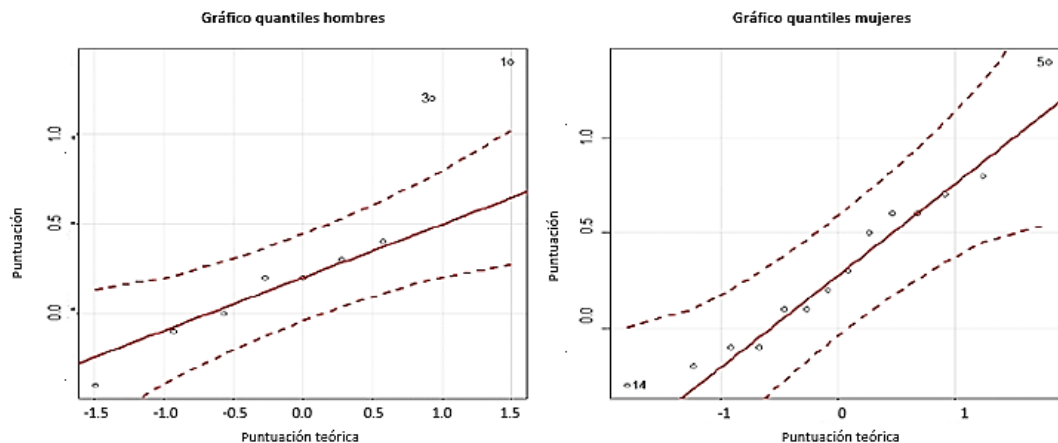 Gráfico quantiles hombres
Gráfico quantiles mujeres
1
3
1.0
0.5
0.0
Puntuación
-1.5 -1.0 -0.5 0.0 0.5 1.0 1.5
Puntuación teórica
5
14
1.0
0.5
0.0
Puntuación
-1 0 1
Puntuación teórica